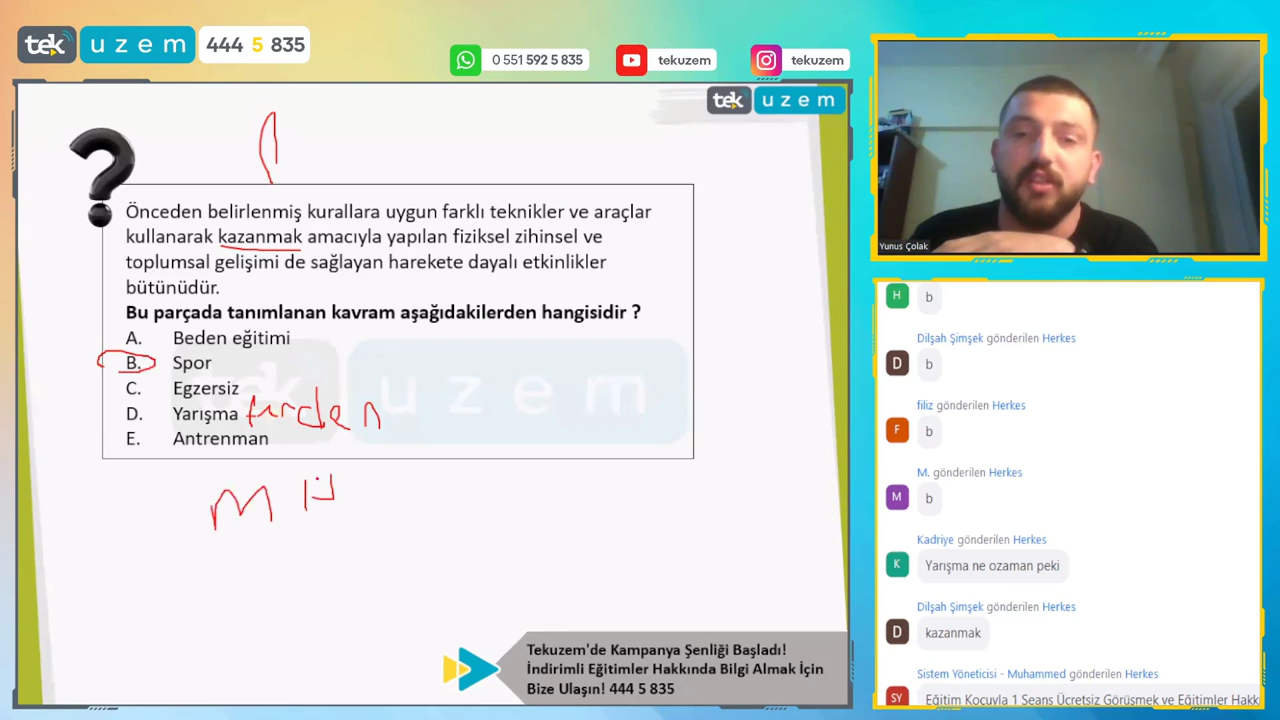 tek uzem 444 5 835
0 551 592 5 835
tekuzem
tekuzem
tek uzem
?
Önceden belirlenmiş kurallara uygun farklı teknikler ve araçlar
kullanarak kazanmak amacıyla yapılan fiziksel zihinsel ve
toplumsal gelişimi de sağlayan harekete dayalı etkinlikler
bütünüdür.
Bu parçada tanımlanan kavram aşağıdakilerden hangisidir ?
A. Beden eğitimi
B. Spor
C. Egzersiz
D. Yarışma
E. Antrenman
tek uzem
Tekuzem'de Kampanya Şenliği Başladı!
İndirimli Eğitimler Hakkında Bilgi Almak İçin
Bize Ulaşın! 444 5 835
Yunus Çolak
H b
Dilşah Şimşek gönderilen Herkes
D b
filiz gönderilen Herkes
F b
M. gönderilen Herkes
M b
Kadriye gönderilen Herkes
K Yarışma ne ozaman peki
Dilşah Şimşek gönderilen Herkes
D kazanmak
Sistem Yöneticisi - Muhammed gönderilen Herkes
SY Eğitim Koçuyla 1 Seans Ücretsiz Görüşmek ve Eğitimler Hakk